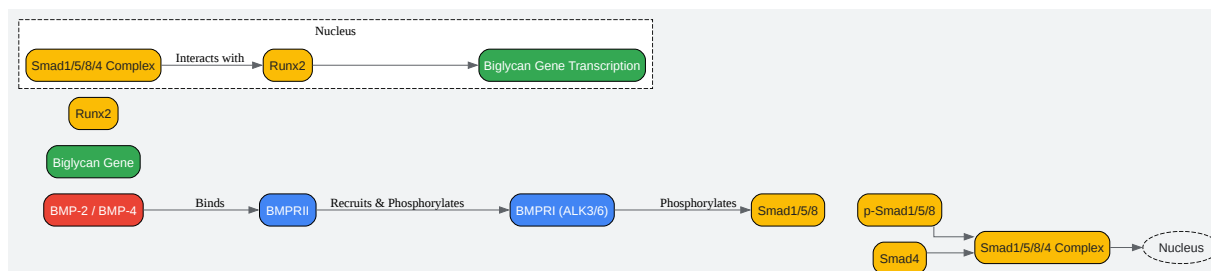 Nucleus
Smad1/5/8/4 Complex
Interacts with
Runx2
Biglycan Gene Transcription
Runx2
Biglycan Gene
BMP-2 / BMP-4
Binds
BMPRII
Recruits & Phosphorylates
BMPRI (ALK3/6)
Phosphorylates
Smad1/5/8
p-Smad1/5/8
Smad4
Smad1/5/8/4 Complex
Nucleus